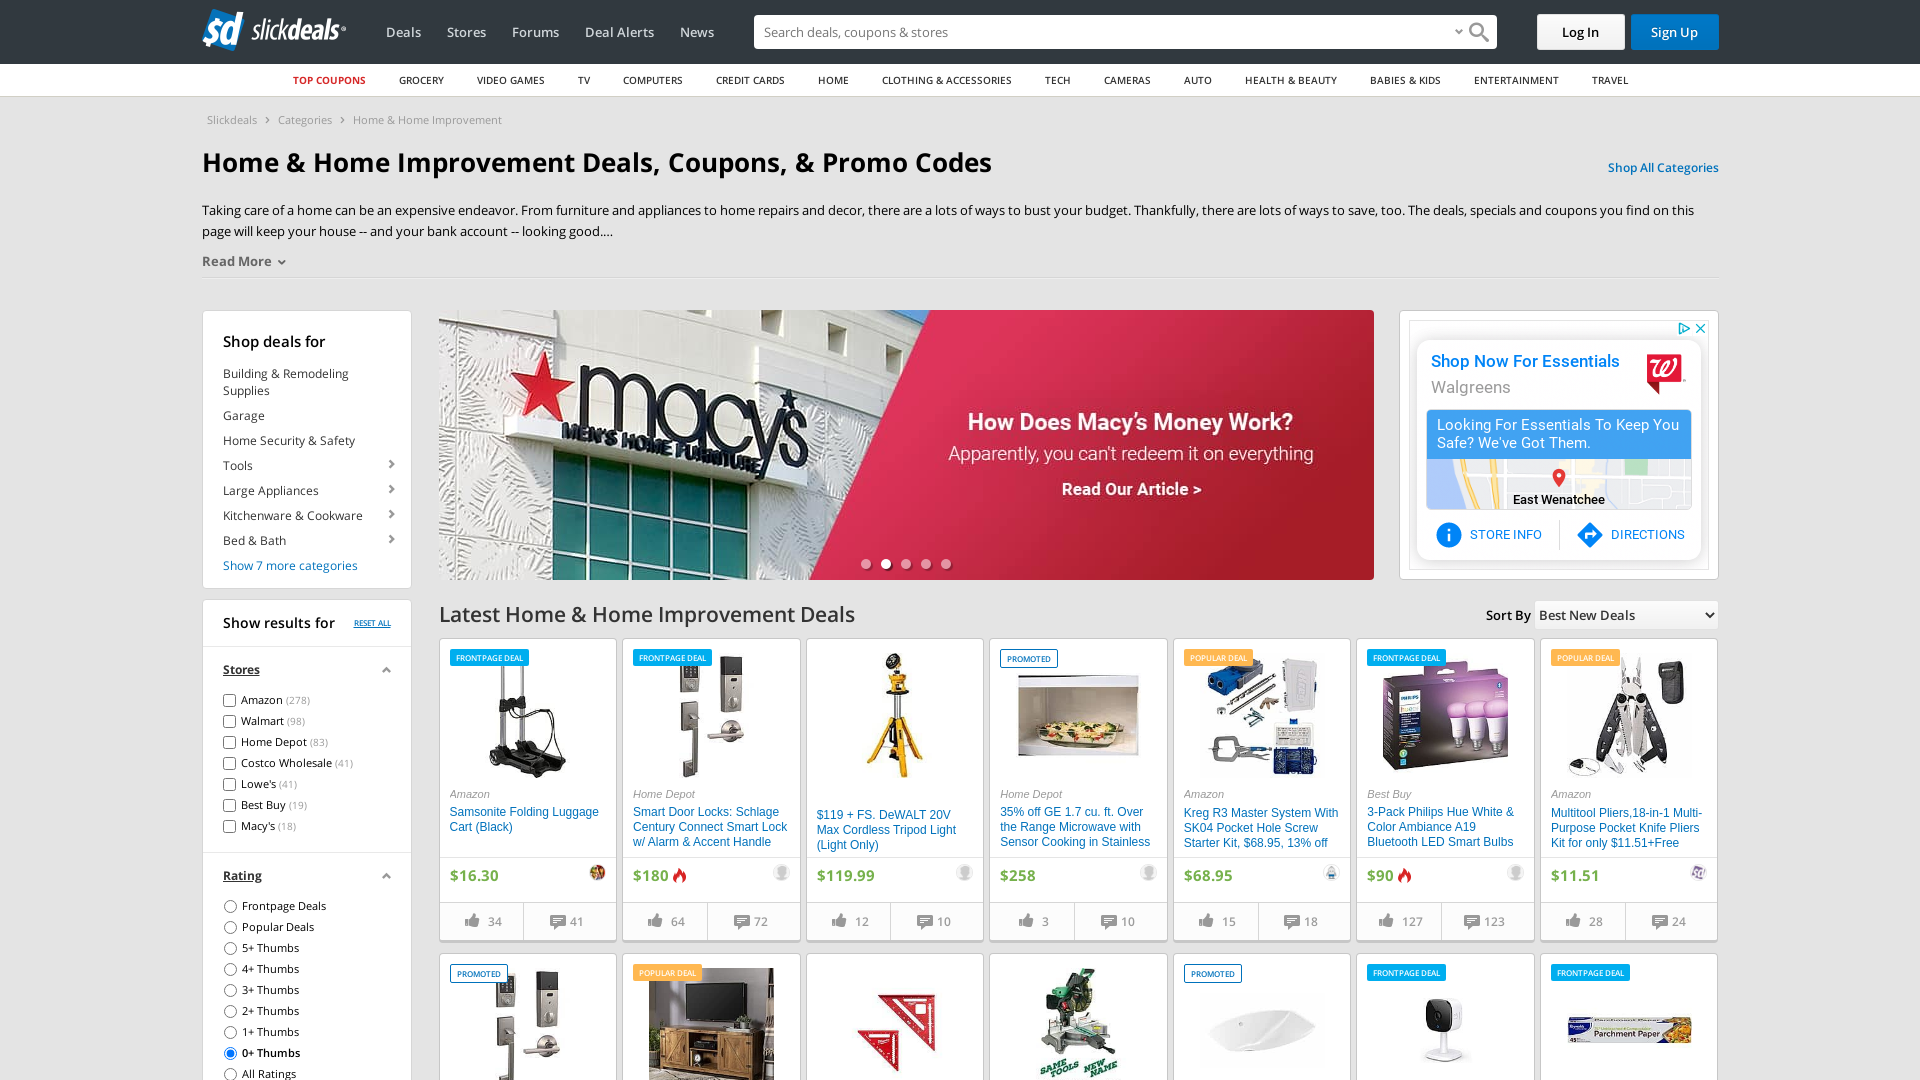 slickdeals
Deals
Stores
Forums
Deal Alerts
News
Search deals, coupons & stores
Log In
Sign Up
TOP COUPONS
GROCERY
VIDEO GAMES
TV
COMPUTERS
CREDIT CARDS
HOME
CLOTHING & ACCESSORIES
TECH
CAMERAS
AUTO
HEALTH & BEAUTY
BABIES & KIDS
ENTERTAINMENT
TRAVEL
Slickdeals > Categories > Home & Home Improvement
Home & Home Improvement Deals, Coupons, & Promo Codes
Shop All Categories
Taking care of a home can be an expensive endeavor. From furniture and appliances to home repairs and decor, there are a lots of ways to bust your budget. Thankfully, there are lots of ways to save, too. The deals, specials and coupons you find on this
page will keep your house -- and your bank account -- looking good.…
Read More
Shop deals for
Building & Remodeling
Supplies
Garage
Home Security & Safety
Tools
Large Appliances
Kitchenware & Cookware
Bed & Bath
Show 7 more categories
macy's
MEN'S HOME FURNITURE
How Does Macy's Money Work?
Apparently, you can't redeem it on everything
Read Our Article >
Shop Now For Essentials
Walgreens
Looking For Essentials To Keep You
Safe? We've Got Them.
East Wenatchee
STORE INFO
DIRECTIONS
Show results for
RESET ALL
Stores
Amazon (278)
Walmart (98)
Home Depot (83)
Costco Wholesale (41)
Lowe's (41)
Best Buy (19)
Macy's (18)
Rating
Frontpage Deals
Popular Deals
5+ Thumbs
4+ Thumbs
3+ Thumbs
2+ Thumbs
1+ Thumbs
0+ Thumbs
All Ratings
Latest Home & Home Improvement Deals
Sort By
Best New Deals
FRONTPAGE DEAL
Amazon
Samsonite Folding Luggage
Cart (Black)
$16.30
34
41
FRONTPAGE DEAL
Home Depot
Smart Door Locks: Schlage
Century Connect Smart Lock
w/ Alarm & Accent Handle
$180
64
72
$119 + FS. DeWALT 20V
Max Cordless Tripod Light
(Light Only)
$119.99
12
10
PROMOTED
Home Depot
35% off GE 1.7 cu. ft. Over
the Range Microwave with
Sensor Cooking in Stainless
$258
3
10
POPULAR DEAL
Amazon
Kreg R3 Master System With
SK04 Pocket Hole Screw
Starter Kit, $68.95, 13% off
$68.95
15
18
FRONTPAGE DEAL
PHILIPS
hue
Best Buy
3-Pack Philips Hue White &
Color Ambiance A19
Bluetooth LED Smart Bulbs
$90
127
123
POPULAR DEAL
Amazon
Multitool Pliers,18-in-1 Multi-
Purpose Pocket Knife Pliers
Kit for only $11.51+Free
$11.51
28
24
PROMOTED
POPULAR DEAL
SAME
TOOLS
NEW
NAME
PROMOTED
FRONTPAGE DEAL
FRONTPAGE DEAL
Reynolds
Parchment Paper
45